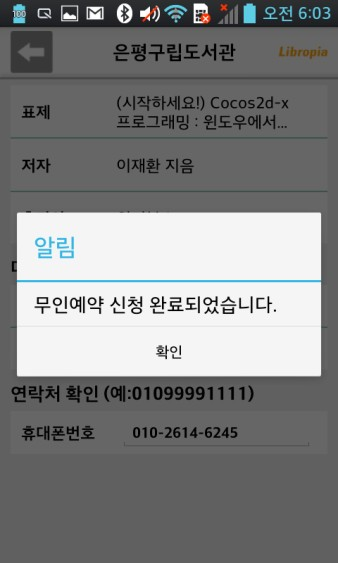 100
오전 6:03
은평구립도서관
Libropia
표제
(시작하세요!) Cocos2d-x
프로그래밍 : 윈도우에서...
저자
이재환 지음
알림
무인예약 신청 완료되었습니다.
확인
연락처 확인 (예:01099991111)
휴대폰번호
010-2614-6245